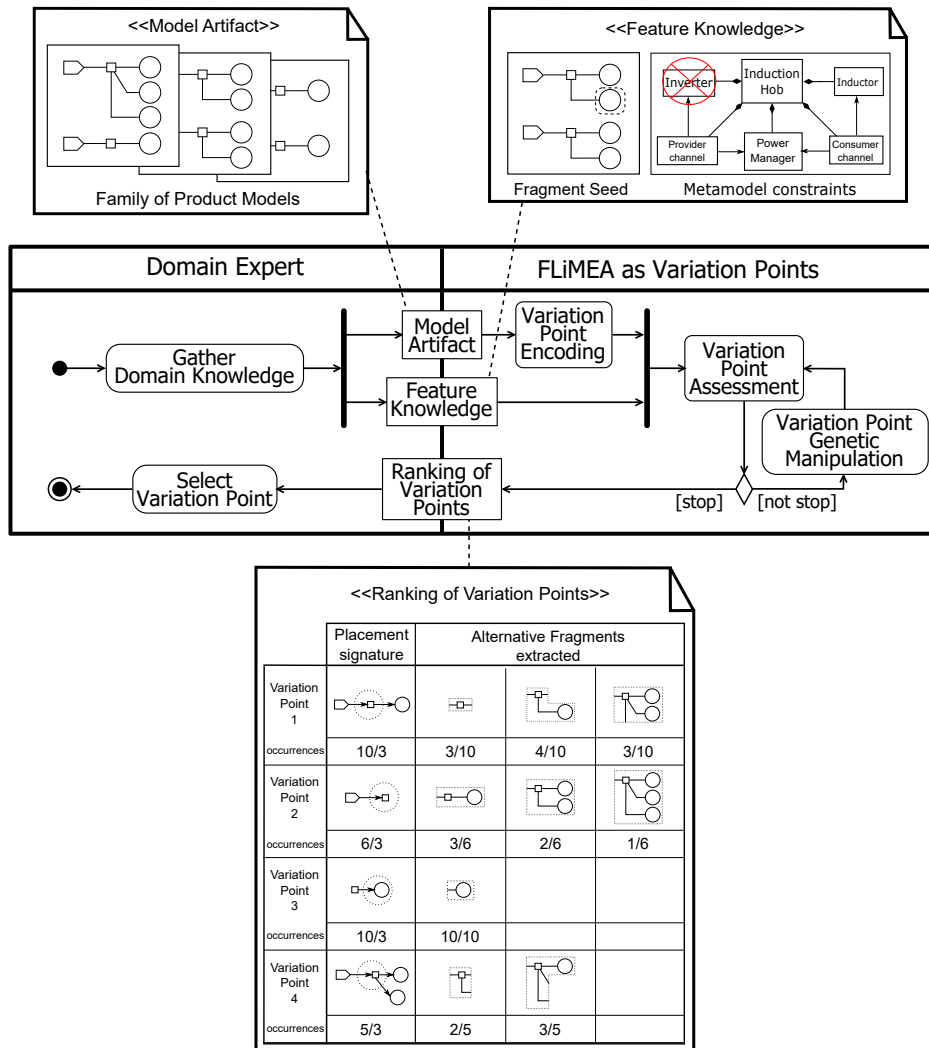 <<Model Artifact>>
Family of Product Models
<<Feature Knowledge>>
Inverter
Induction
Hob
Inductor
Provider
channel
Power
Manager
Consumer
channel
Fragment Seed
Metamodel constraints
Domain Expert
FLiMEA as Variation Points
Gather
Domain Knowledge
Model
Artifact
Variation
Point
Encoding
Feature
Knowledge
Variation
Point
Assessment
Variation Point
Genetic
Manipulation
Select
Variation Point
Ranking of
Variation
Points
[stop]
[not stop]
<<Ranking of Variation Points>>
Placement
signature
Alternative Fragments
extracted
Variation
Point
1
occurrences 10/3 3/10 4/10 3/10
Variation
Point
2
occurrences 6/3 3/6 2/6 1/6
Variation
Point
3
occurrences 10/3 10/10
Variation
Point
4
occurrences 5/3 2/5 3/5